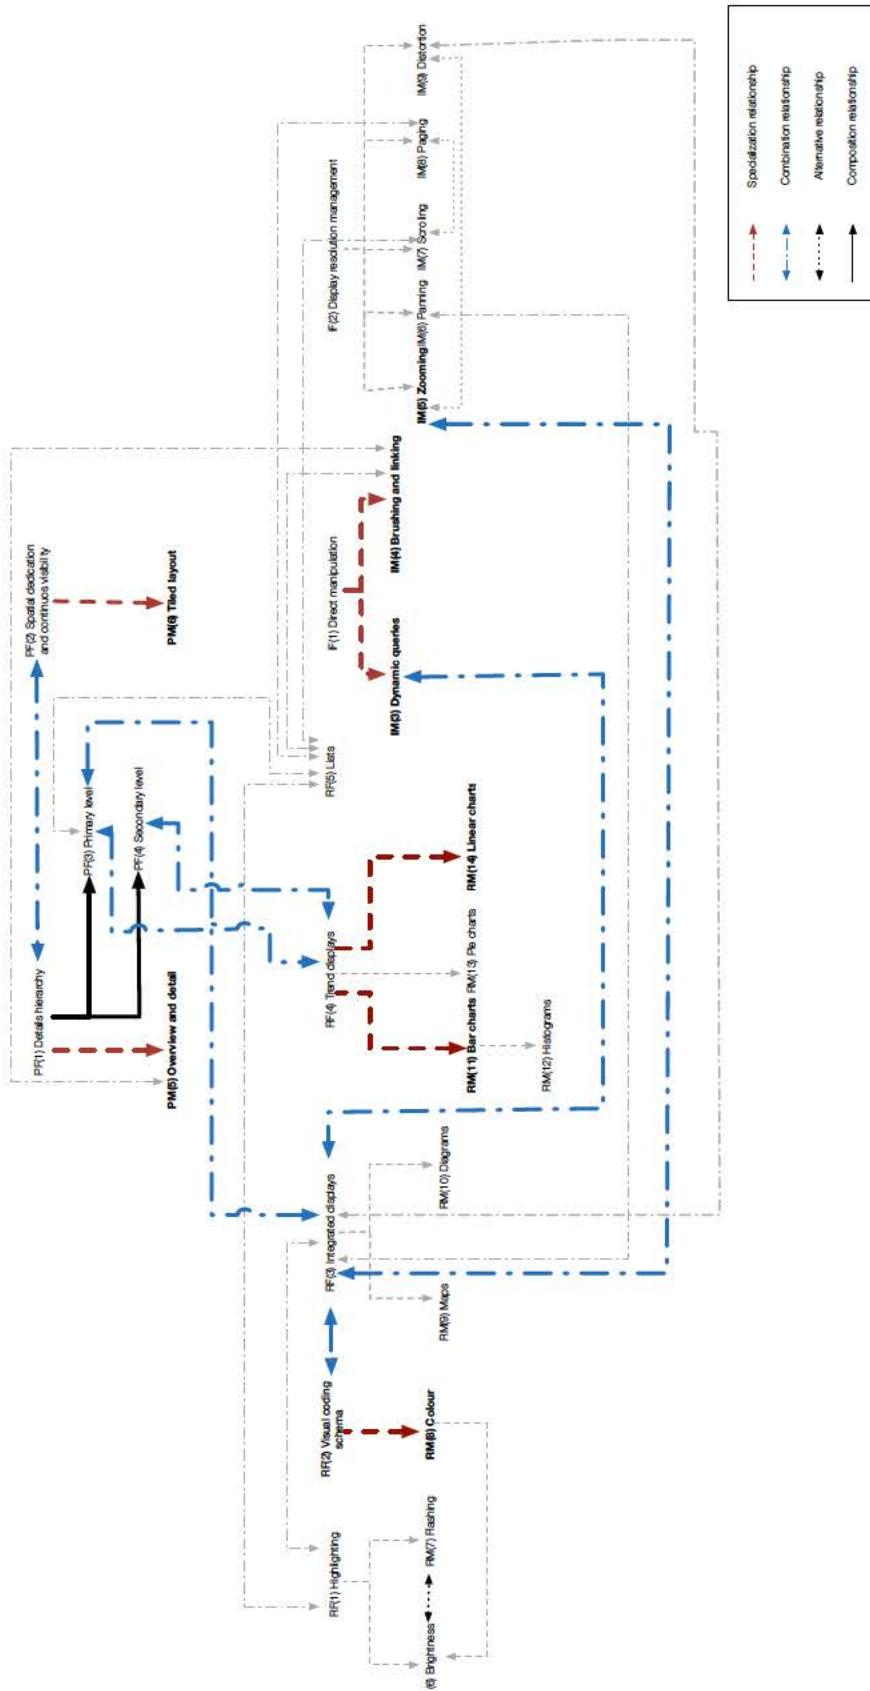 PF(1) Details hierarchy
PF(2) Spatial dedication
and continuos visibility
PF(3) Primary level
PF(4) Secondary level
PM(5) Overview and detail
PM(6) Tiled layout
RF(1) Highlighting
RF(2) Visual coding
schema
RF(3) Integrated displays
RF(4) Trend displays
RF(5) Lists
IF(1) Direct manipulation
IF(2) Display resolution management
(6) Brightness
RM(7) Flashing
RM(8) Colour
RM(9) Maps
RM(10) Diagrams
RM(11) Bar charts
RM(13) Pie charts
RM(14) Linear charts
RM(12) Histograms
IM(3) Dynamic queries
IM(4) Brushing and linking
IM(5) Zooming
IM(6) Panning
IM(7) Scrolling
IM(8) Paging
IM(9) Distortion
Specialization relationship
Combination relationship
Alternative relationship
Composition relationship